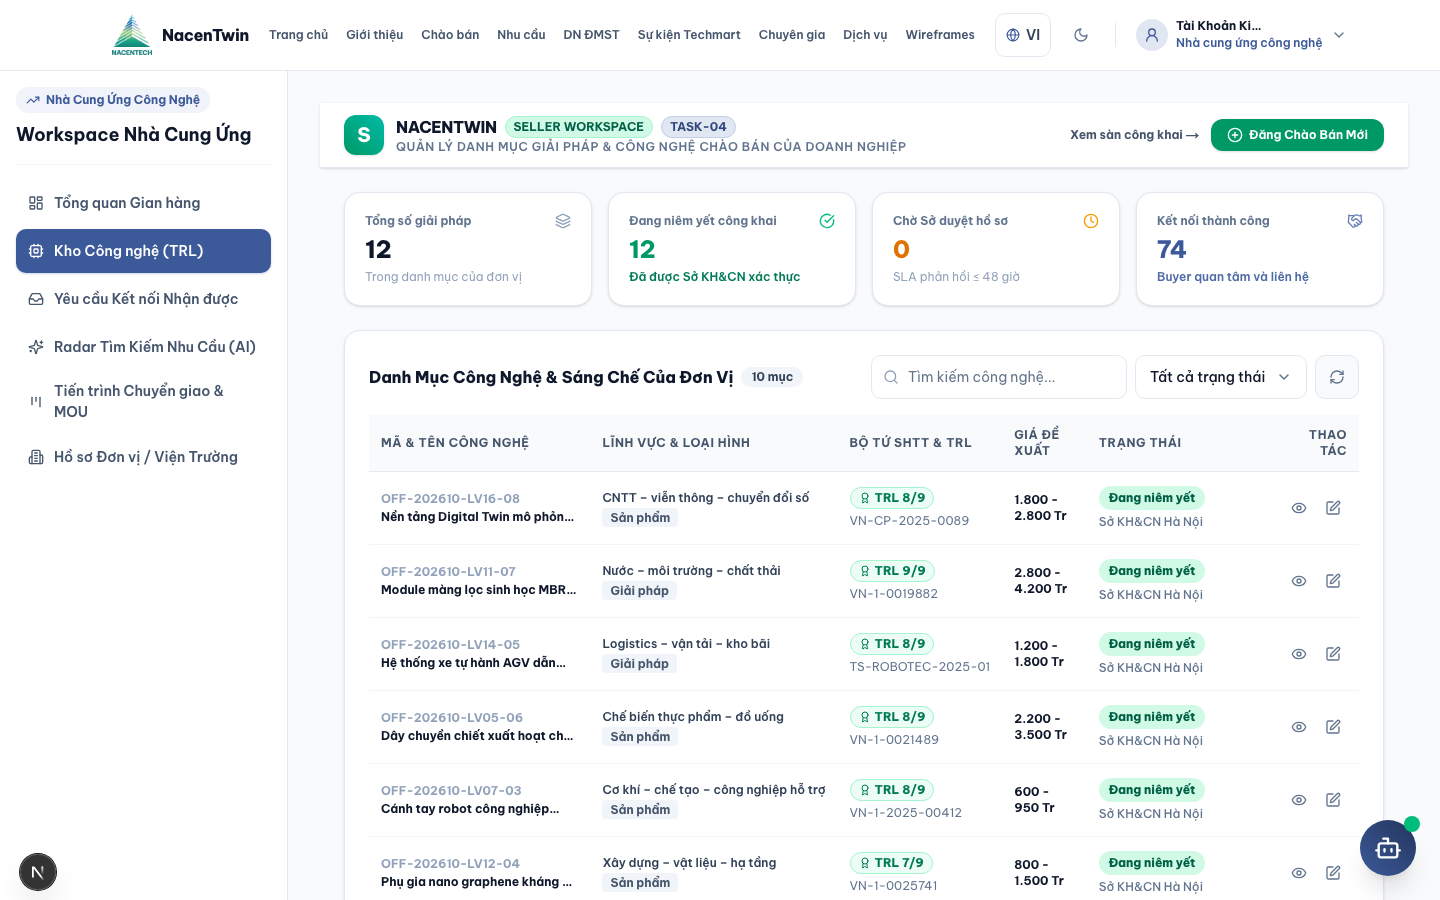 NACENTECH
NacenTwin
Trang chủ
Giới thiệu
Chào bán
Nhu cầu
DN ĐMST
Sự kiện Techmart
Chuyên gia
Dịch vụ
Wireframes
VI
Tài Khoản Ki...
Nhà cung ứng công nghệ
Nhà Cung Ứng Công Nghệ
Workspace Nhà Cung Ứng
Tổng quan Gian hàng
Kho Công nghệ (TRL)
Yêu cầu Kết nối Nhận được
Radar Tìm Kiếm Nhu Cầu (AI)
Tiến trình Chuyển giao &
MOU
Hồ sơ Đơn vị / Viện Trường
N
S
NACENTWIN
SELLER WORKSPACE
TASK-04
QUẢN LÝ DANH MỤC GIẢI PHÁP & CÔNG NGHỆ CHÀO BÁN CỦA DOANH NGHIỆP
Xem sàn công khai →
Đăng Chào Bán Mới
Tổng số giải pháp
12
Trong danh mục của đơn vị
Đang niêm yết công khai
12
Đã được Sở KH&CN xác thực
Chờ Sở duyệt hồ sơ
0
SLA phản hồi ≤ 48 giờ
Kết nối thành công
74
Buyer quan tâm và liên hệ
Danh Mục Công Nghệ & Sáng Chế Của Đơn Vị
10 mục
Tìm kiếm công nghệ...
Tất cả trạng thái
MÃ & TÊN CÔNG NGHỆ
LĨNH VỰC & LOẠI HÌNH
BỘ TỨ SHTT & TRL
GIÁ ĐỀ
XUẤT
TRẠNG THÁI
THAO
TÁC
OFF-202610-LV16-08
Nền tảng Digital Twin mô phỏn...
CNTT – viễn thông – chuyển đổi số
Sản phẩm
TRL 8/9
VN-CP-2025-0089
1.800 -
2.800 Tr
Đang niêm yết
Sở KH&CN Hà Nội
OFF-202610-LV11-07
Module màng lọc sinh học MBR...
Nước – môi trường – chất thải
Giải pháp
TRL 9/9
VN-1-0019882
2.800 -
4.200 Tr
Đang niêm yết
Sở KH&CN Hà Nội
OFF-202610-LV14-05
Hệ thống xe tự hành AGV dẫn...
Logistics – vận tải – kho bãi
Giải pháp
TRL 8/9
TS-ROBOTEC-2025-01
1.200 -
1.800 Tr
Đang niêm yết
Sở KH&CN Hà Nội
OFF-202610-LV05-06
Dây chuyền chiết xuất hoạt ch...
Chế biến thực phẩm – đồ uống
Sản phẩm
TRL 8/9
VN-1-0021489
2.200 -
3.500 Tr
Đang niêm yết
Sở KH&CN Hà Nội
OFF-202610-LV07-03
Cánh tay robot công nghiệp...
Cơ khí – chế tạo – công nghiệp hỗ trợ
Sản phẩm
TRL 8/9
VN-1-2025-00412
600 -
950 Tr
Đang niêm yết
Sở KH&CN Hà Nội
OFF-202610-LV12-04
Phụ gia nano graphene kháng ...
Xây dựng – vật liệu – hạ tầng
Sản phẩm
TRL 7/9
VN-1-0025741
800 -
1.500 Tr
Đang niêm yết
Sở KH&CN Hà Nội